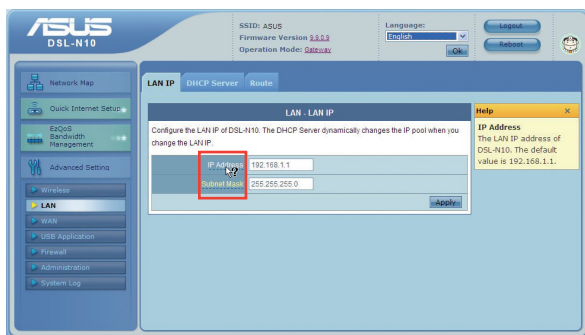 ASUS
DSL-N10
SSID: ASUS
Firmware Version 9.9.0.9
Operation Mode: Gateway
Language:
English
Ok
Logout
Reboot
Network Map
Quick Internet Setup
EzQoS
Bandwidth
Management
Advanced Setting
Wireless
LAN
WAN
USB Application
Firewall
Administration
System Log
LAN IP DHCP Server Route
LAN - LAN IP
Configure the LAN IP of DSL-N10. The DHCP Server dynamically changes the IP pool when you
change the LAN IP.
IP Address 192.168.1.1
Subnet Mask 255.255.255.0
Apply
Help ×
IP Address
The LAN IP address of
DSL-N10. The default
value is 192.168.1.1.